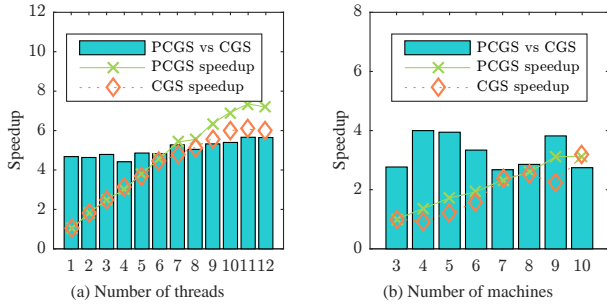 12
10
8
6
4
2
0
Speedup
PCGS vs CGS
PCGS speedup
CGS speedup
1 2 3 4 5 6 7 8 9 10 11 12
(a) Number of threads
8
6
4
2
0
Speedup
PCGS vs CGS
PCGS speedup
CGS speedup
3 4 5 6 7 8 9 10
(b) Number of machines